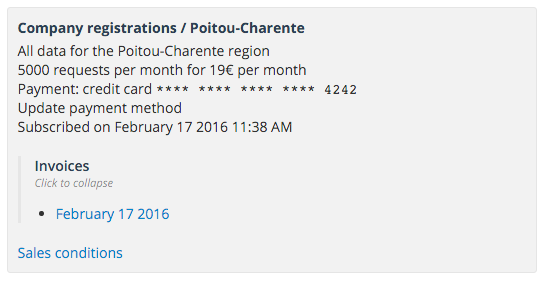 Company registrations / Poitou-Charente
All data for the Poitou-Charente region
5000 requests per month for 19€ per month
Payment: credit card **** **** **** **** 4242
Update payment method
Subscribed on February 17 2016 11:38 AM
Invoices
Click to collapse
• February 17 2016
Sales conditions